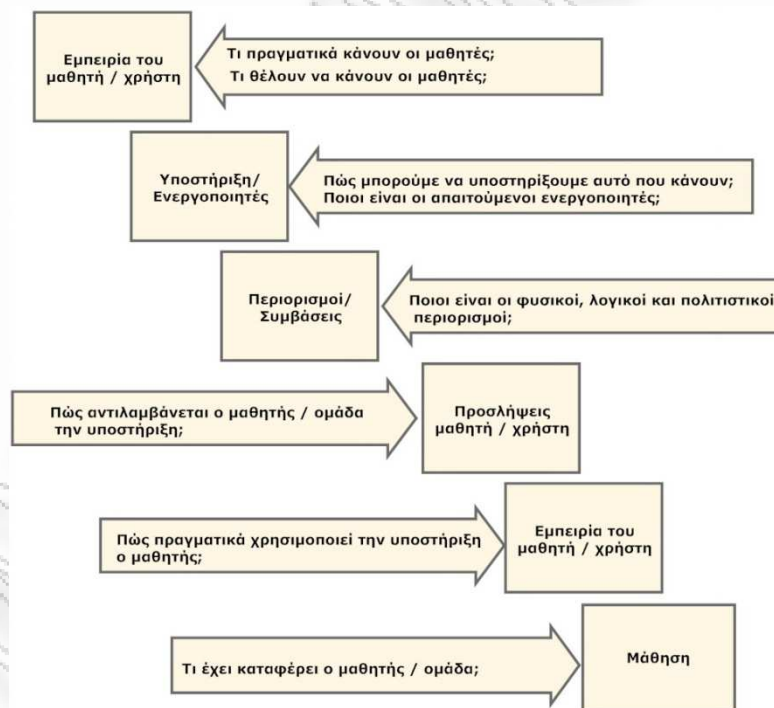 Εμπειρία του
μαθητή / χρήστη
Τι πραγματικά κάνουν οι μαθητές;
Τι θέλουν να κάνουν οι μαθητές;
Υποστήριξη/
Ενεργοποιητές
Πώς μπορούμε να υποστηρίξουμε αυτό που κάνουν;
Ποιοι είναι οι απαιτούμενοι ενεργοποιητές;
Περιορισμοί/
Συμβάσεις
Ποιοι είναι οι φυσικοί, λογικοί και πολιτιστικοί
περιορισμοί;
Πώς αντιλαμβάνεται ο μαθητής / ομάδα
την υποστήριξη;
Προσλήψεις
μαθητή / χρήστη
Πώς πραγματικά χρησιμοποιεί την υποστήριξη
ο μαθητής;
Εμπειρία του
μαθητή / χρήστη
Τι έχει καταφέρει ο μαθητής / ομάδα;
Μάθηση